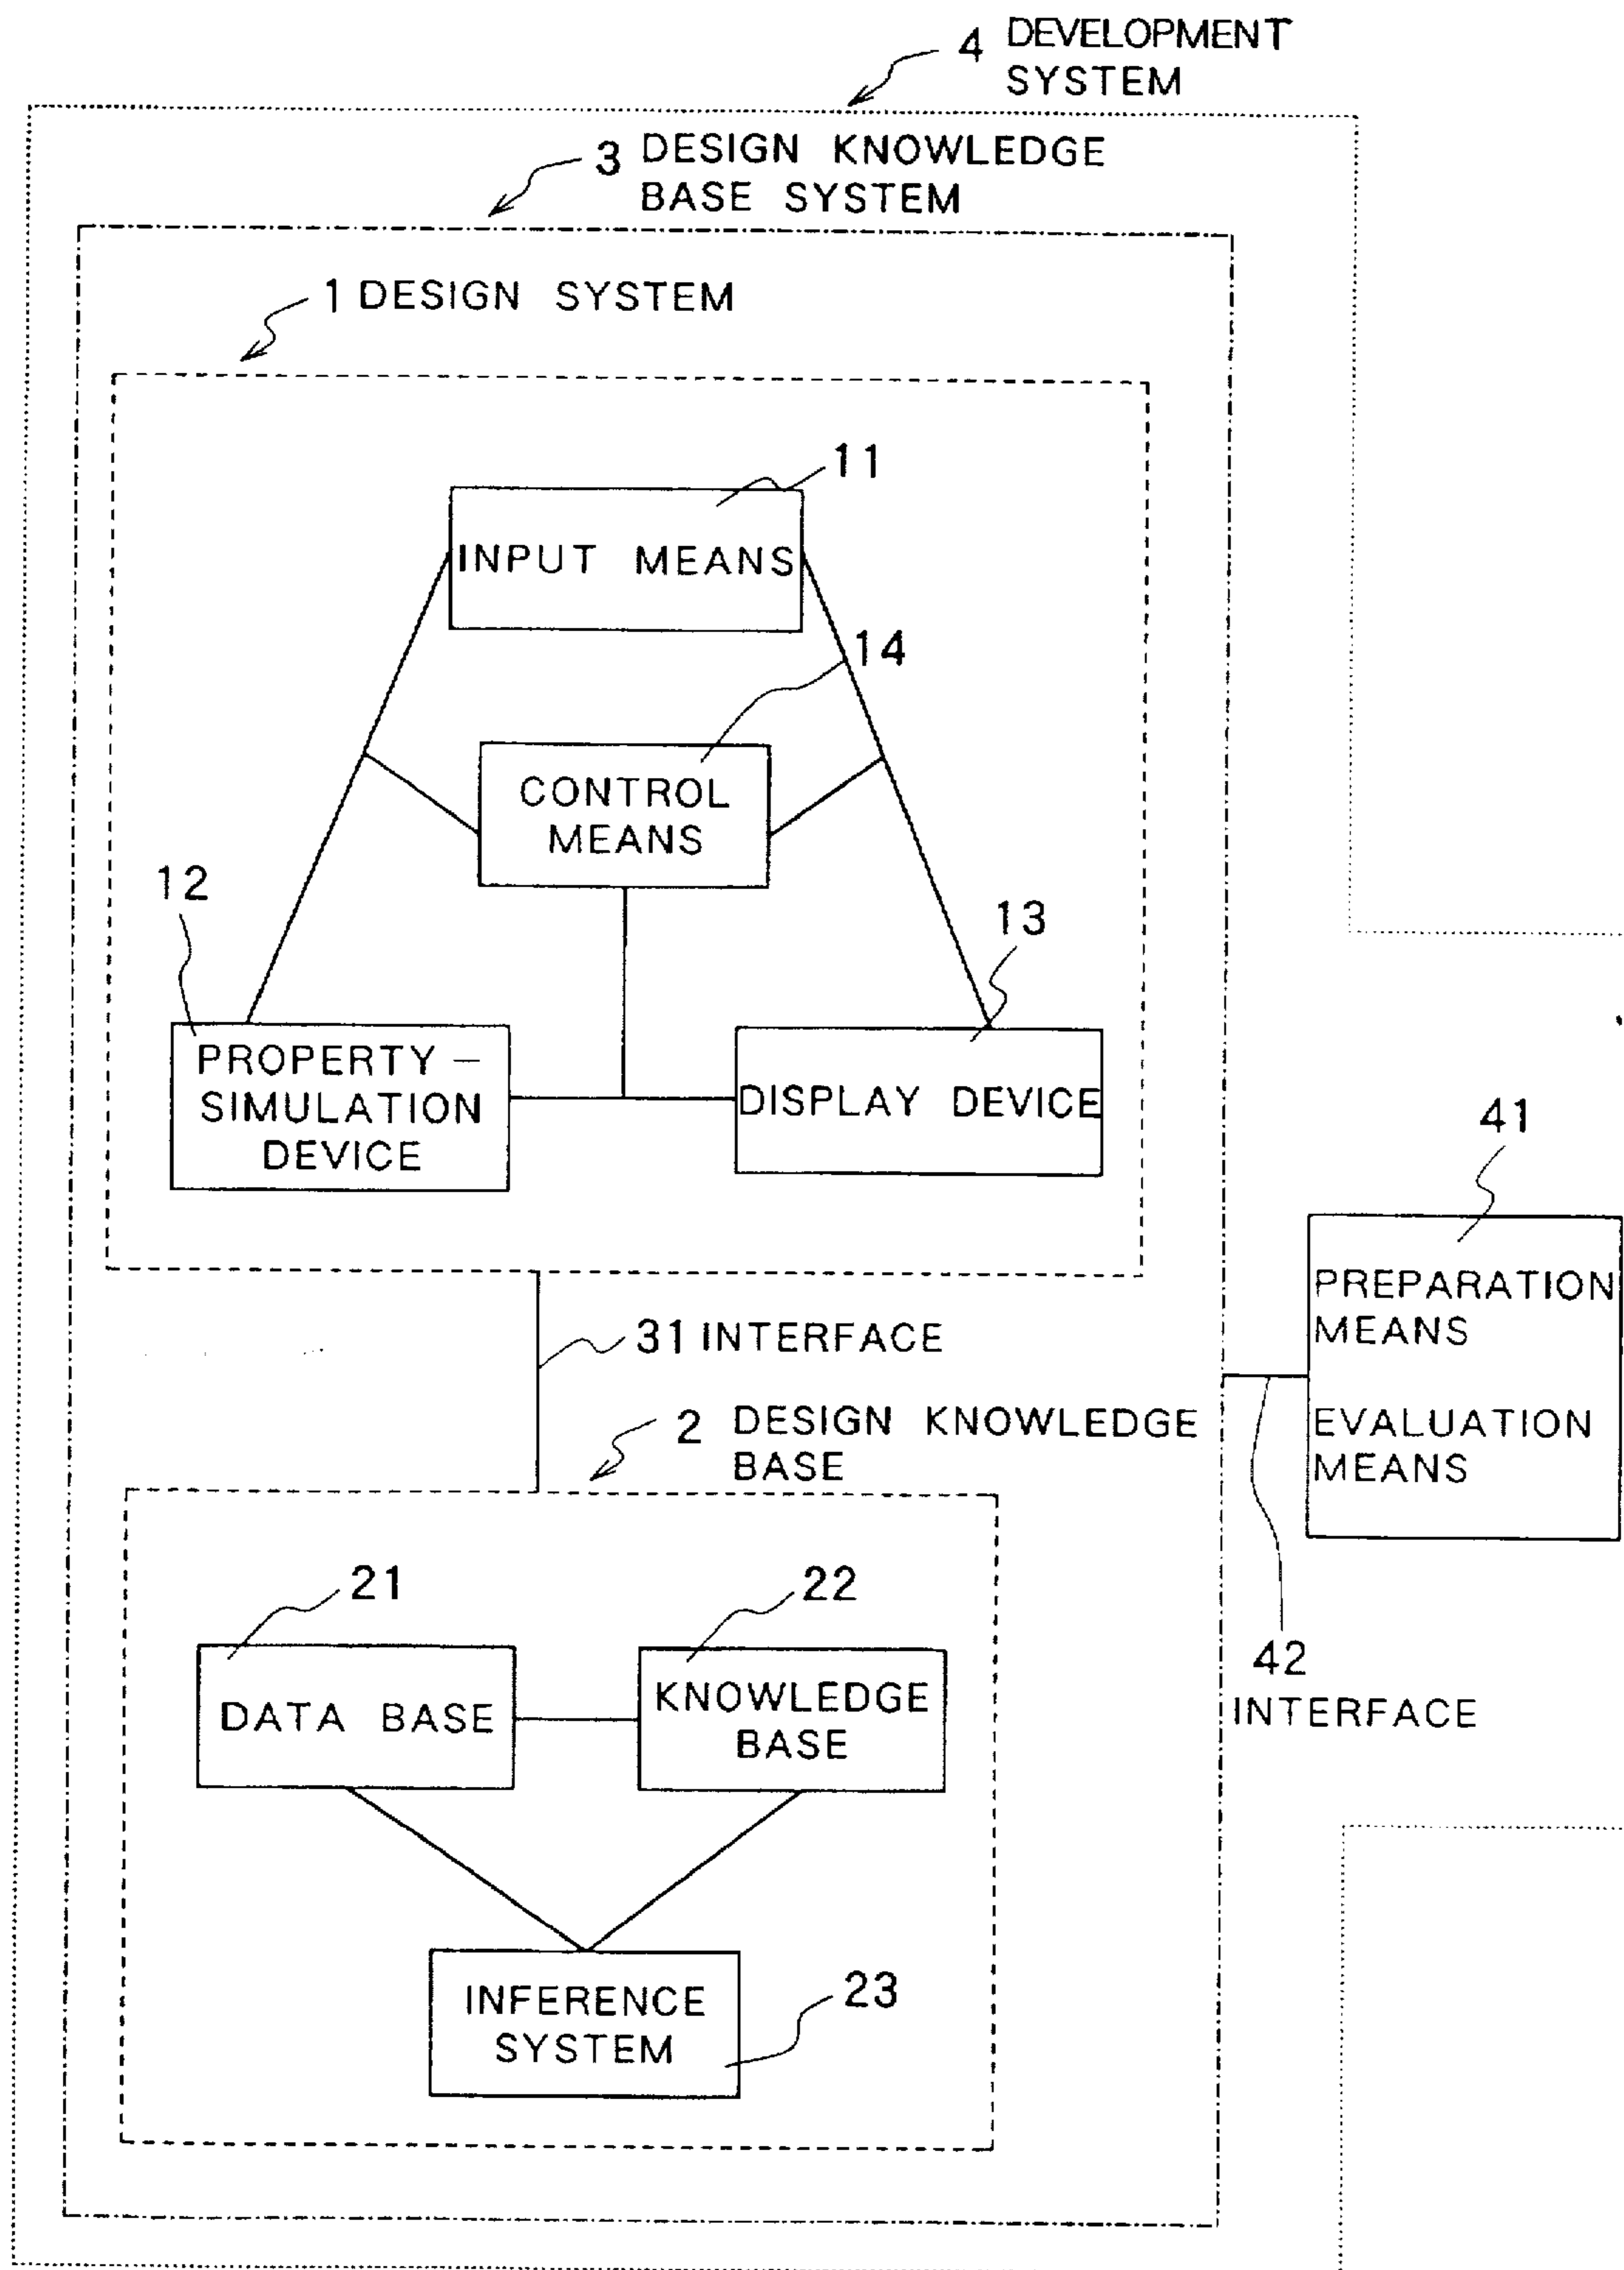 4 DEVELOPMENT
SYSTEM
3 DESIGN KNOWLEDGE
BASE SYSTEM
1 DESIGN SYSTEM
11
INPUT MEANS
14
CONTROL
MEANS
12
13
PROPERTY-
SIMULATION
DEVICE
DISPLAY DEVICE
41
PREPARATION
MEANS
EVALUATION
MEANS
31 INTERFACE
2 DESIGN KNOWLEDGE
BASE
21
22
DATA BASE
KNOWLEDGE
BASE
42
INTERFACE
INFERENCE
SYSTEM
23